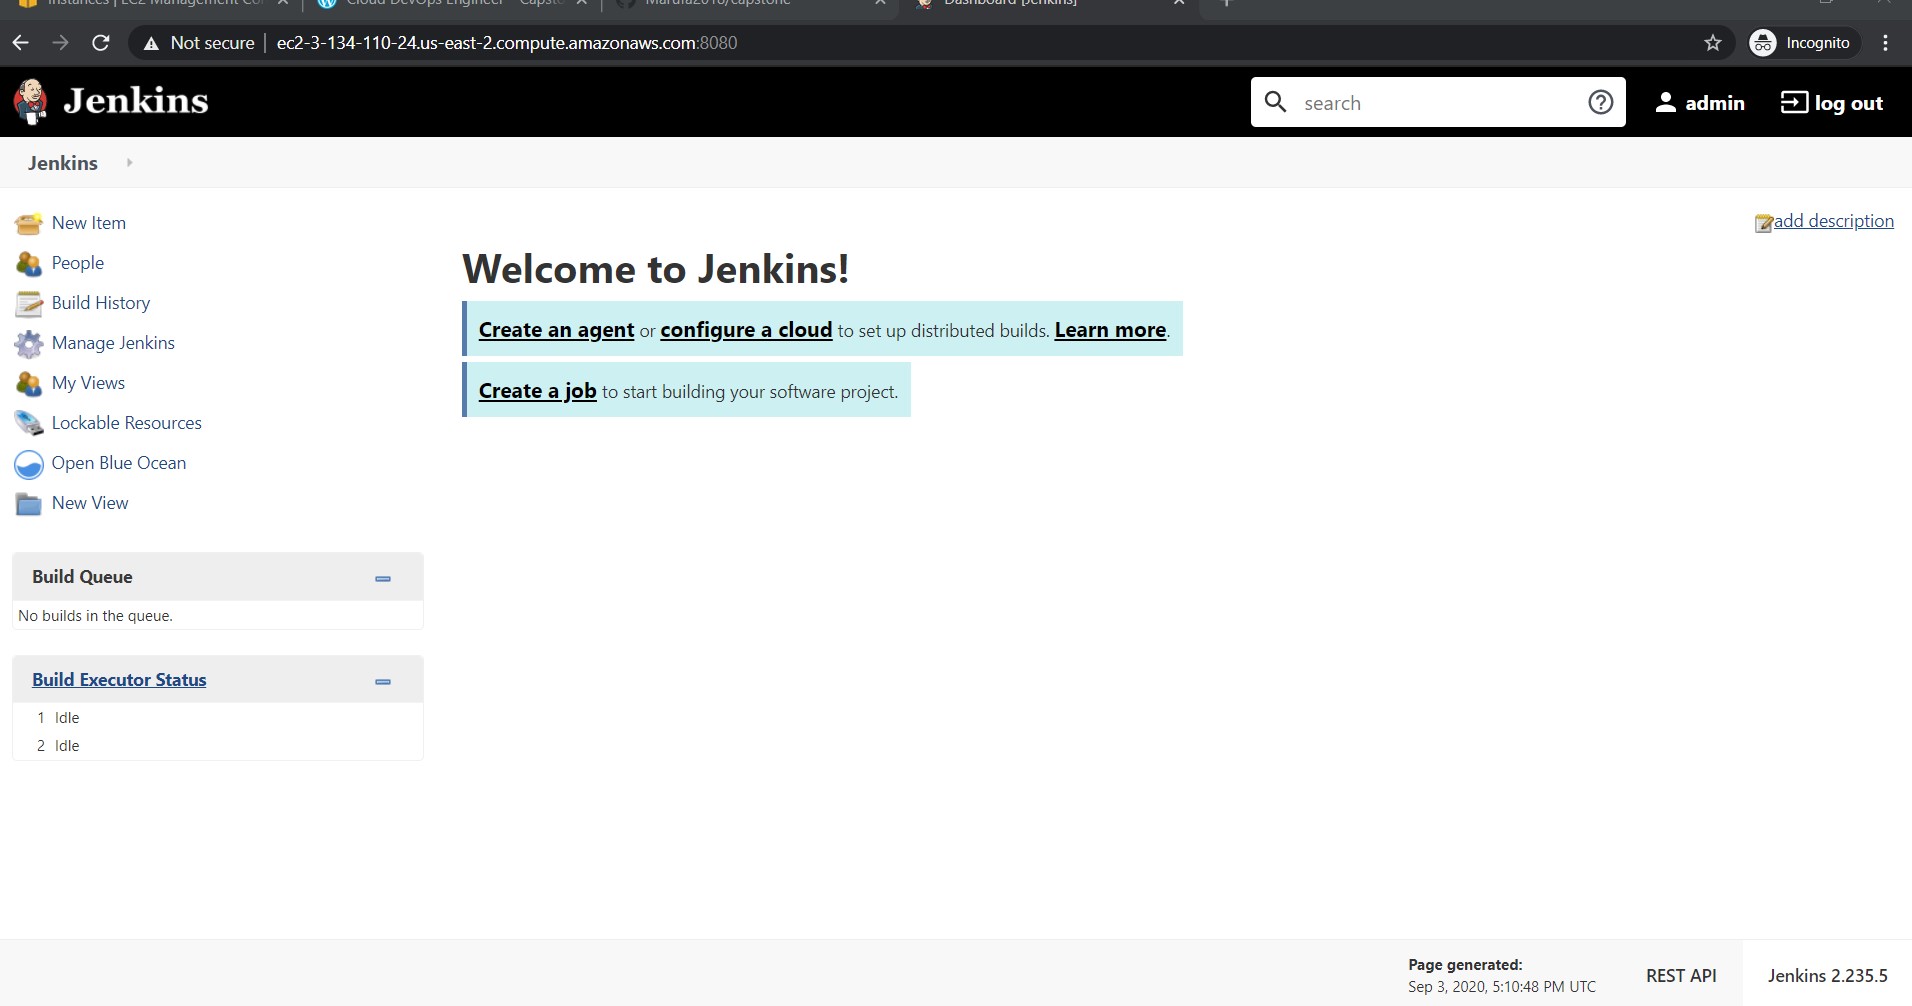 Instances | EC2 Management Co
Cloud DevOps Engineer - Capst
Marufa2016/capstone
Dashboard [Jenkins]
Not secure | ec2-3-134-110-24.us-east-2.compute.amazonaws.com:8080
Incognito
Jenkins
search
admin
log out
Jenkins
New Item
People
Build History
Manage Jenkins
My Views
Lockable Resources
Open Blue Ocean
New View
Build Queue
No builds in the queue.
Build Executor Status
1 Idle
2 Idle
add description
Welcome to Jenkins!
Create an agent or configure a cloud to set up distributed builds. Learn more.
Create a job to start building your software project.
Page generated:
Sep 3, 2020, 5:10:48 PM UTC
REST API
Jenkins 2.235.5